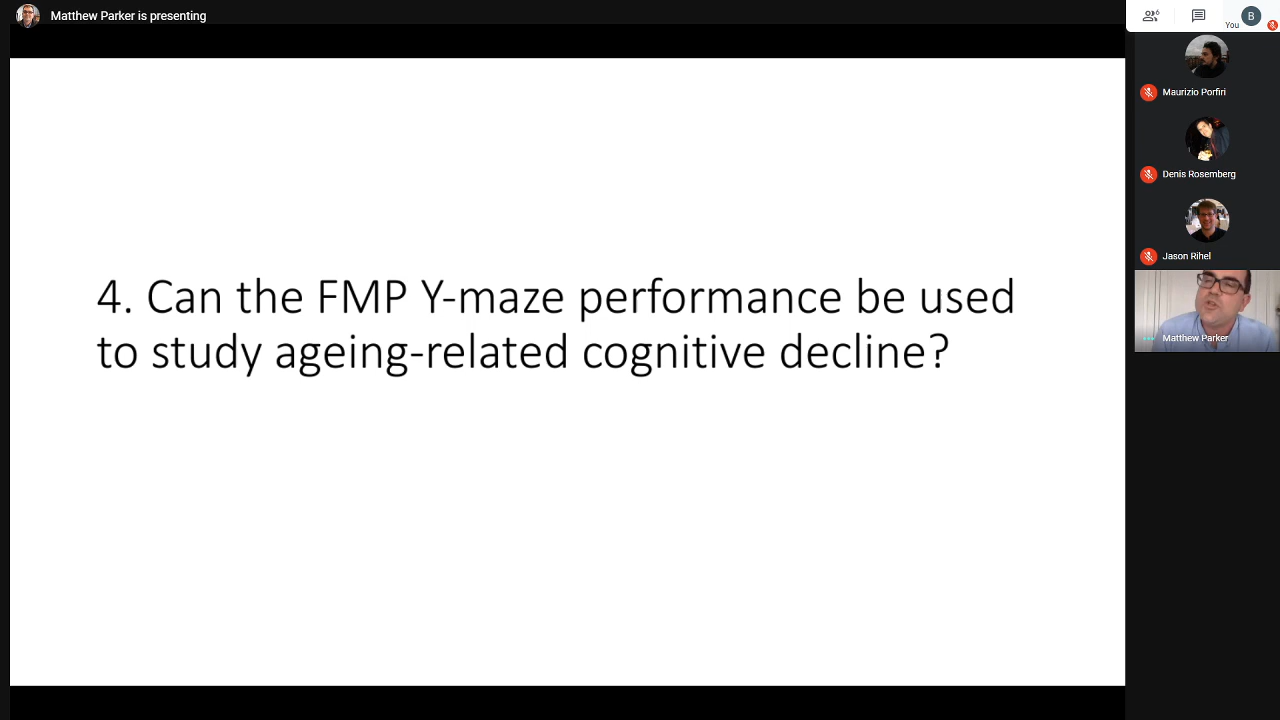 Matthew Parker is presenting
6
You
B
Maurizio Porfiri
Denis Rosemberg
Jason Rihel
Matthew Parker
4. Can the FMP Y-maze performance be used
to study ageing-related cognitive decline?